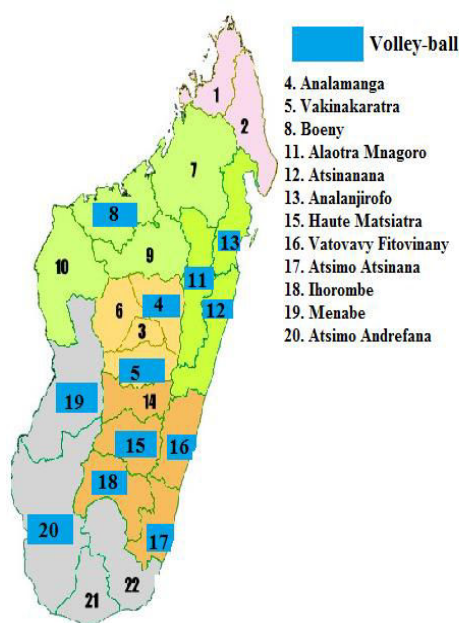 Volley-ball
4. Analamanga
5. Vakinakaratra
8. Boeny
11. Alaotra Mnagoro
12. Atsinanana
13. Analanjirofo
15. Haute Matsiatra
16. Vatovavy Fitovinany
17. Atsimo Atsinana
18. Ihorombe
19. Menabe
20. Atsimo Andrefana
1
2
7
8
13
10
9
11
6
4
12
3
5
19
14
15
16
18
20
17
22
21